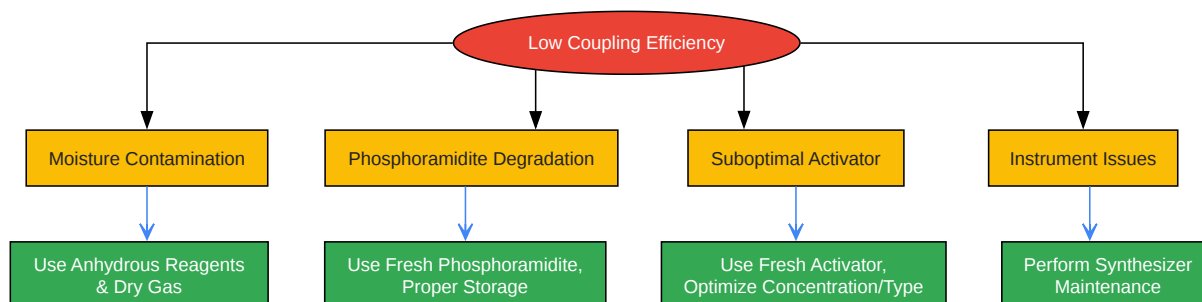 Low Coupling Efficiency
Moisture Contamination
Phosphoramidite Degradation
Suboptimal Activator
Instrument Issues
Use Anhydrous Reagents
& Dry Gas
Use Fresh Phosphoramidite,
Proper Storage
Use Fresh Activator,
Optimize Concentration/Type
Perform Synthesizer
Maintenance